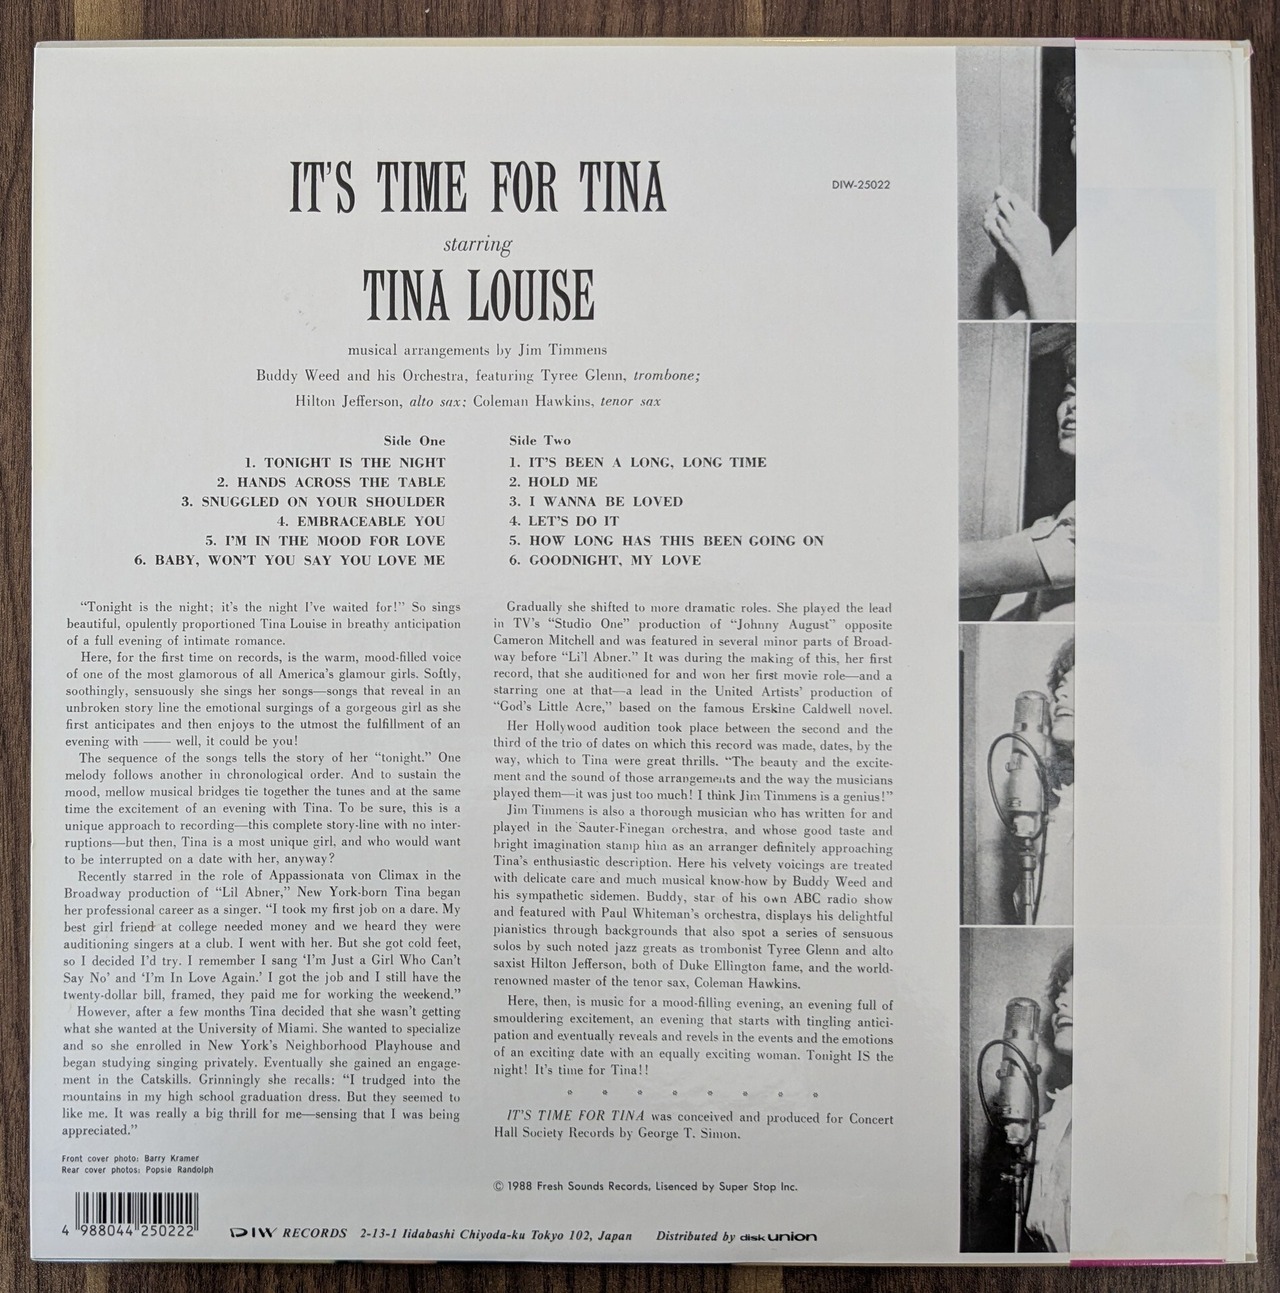 IT'S TIME FOR TINA
DIW-25022
starring
TINA LOUISE
musical arrangements by Jim Timmens
Buddy Weed and his Orchestra, featuring Tyree Glenn, trombone;
Hilton Jefferson, alto sax; Coleman Hawkins, tenor sax
Side One
1. TONIGHT IS THE NIGHT
2. HANDS ACROSS THE TABLE
3. SNUGGLED ON YOUR SHOULDER
4. EMBRACEABLE YOU
5. I'M IN THE MOOD FOR LOVE
6. BABY, WON'T YOU SAY YOU LOVE ME
Side Two
1. IT'S BEEN A LONG, LONG TIME
2. HOLD ME
3. I WANNA BE LOVED
4. LET'S DO IT
5. HOW LONG HAS THIS BEEN GOING ON
6. GOODNIGHT, MY LOVE
"Tonight is the night; it's the night I've waited for!" So sings
beautiful, opulently proportioned Tina Louise in breathy anticipation
of a full evening of intimate romance.
Here, for the first time on records, is the warm, mood-filled voice
of one of the most glamorous of all America's glamour girls. Softly,
soothingly, sensuously she sings her songs—songs that reveal in an
unbroken story line the emotional surgings of a gorgeous girl as she
first anticipates and then enjoys to the utmost the fulfillment of an
evening with —— well, it could be you!
The sequence of the songs tells the story of her "tonight." One
melody follows another in chronological order. And to sustain the
mood, mellow musical bridges tie together the tunes and at the same
time the excitement of an evening with Tina. To be sure, this is a
unique approach to recording—this complete story-line with no inter-
ruptions—but then, Tina is a most unique girl, and who would want
to be interrupted on a date with her, anyway?
Recently starred in the role of Appassionata von Climax in the
Broadway production of "Lil Abner," New York-born Tina began
her professional career as a singer. "I took my first job on a dare. My
best girl friend at college needed money and we heard they were
auditioning singers at a club. I went with her. But she got cold feet,
so I decided I'd try. I remember I sang 'I'm Just a Girl Who Can't
Say No' and 'I'm In Love Again.' I got the job and I still have the
twenty-dollar bill, framed, they paid me for working the weekend."
However, after a few months Tina decided that she wasn't getting
what she wanted at the University of Miami. She wanted to specialize
and so she enrolled in New York's Neighborhood Playhouse and
began studying singing privately. Eventually she gained an engage-
ment in the Catskills. Grinningly she recalls: "I trudged into the
mountains in my high school graduation dress. But they seemed to
like me. It was really a big thrill for me—sensing that I was being
appreciated."
Gradually she shifted to more dramatic roles. She played the lead
in TV's "Studio One" production of "Johnny August" opposite
Cameron Mitchell and was featured in several minor parts of Broad-
way before "Li'l Abner." It was during the making of this, her first
record, that she auditioned for and won her first movie role—and a
starring one at that—a lead in the United Artists' production of
"God's Little Acre," based on the famous Erskine Caldwell novel.
Her Hollywood audition took place between the second and the
third of the trio of dates on which this record was made, dates, by the
way, which to Tina were great thrills. "The beauty and the excite-
ment and the sound of those arrangements and the way the musicians
played them—it was just too much! I think Jim Timmens is a genius!"
Jim Timmens is also a thorough musician who has written for and
played in the Sauter-Finegan orchestra, and whose good taste and
bright imagination stamp him as an arranger definitely approaching
Tina's enthusiastic description. Here his velvety voicings are treated
with delicate care and much musical know-how by Buddy Weed and
his sympathetic sidemen. Buddy, star of his own ABC radio show
and featured with Paul Whiteman's orchestra, displays his delightful
pianistics through backgrounds that also spot a series of sensuous
solos by such noted jazz greats as trombonist Tyree Glenn and alto
saxist Hilton Jefferson, both of Duke Ellington fame, and the world-
renowned master of the tenor sax, Coleman Hawkins.
Here, then, is music for a mood-filling evening, an evening full of
smouldering excitement, an evening that starts with tingling antici-
pation and eventually reveals and revels in the events and the emotions
of an exciting date with an equally exciting woman. Tonight IS the
night! It's time for Tina!!
* * * * * * * *
IT'S TIME FOR TINA was conceived and produced for Concert
Hall Society Records by George T. Simon.
Front cover photo: Barry Kramer
Rear cover photos: Popsie Randolph
© 1988 Fresh Sounds Records, Lisenced by Super Stop Inc.
4 988044 250222
DIW RECORDS 2-13-1 Iidabashi Chiyoda-ku Tokyo 102, Japan Distributed by disk union